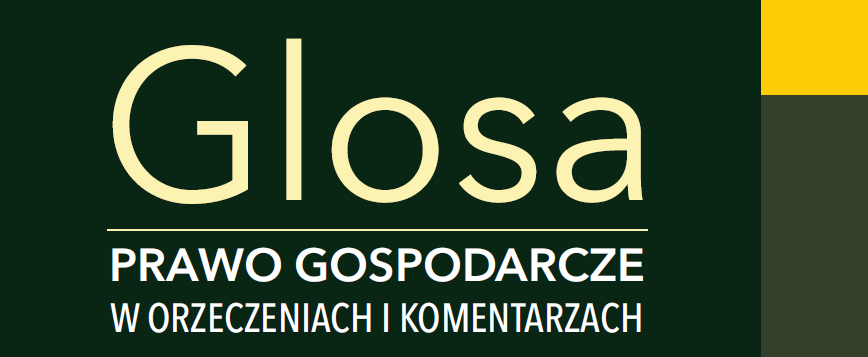 Glosa
PRAWO GOSPODARCZE
W ORZECZENIACH I KOMENTARZACH